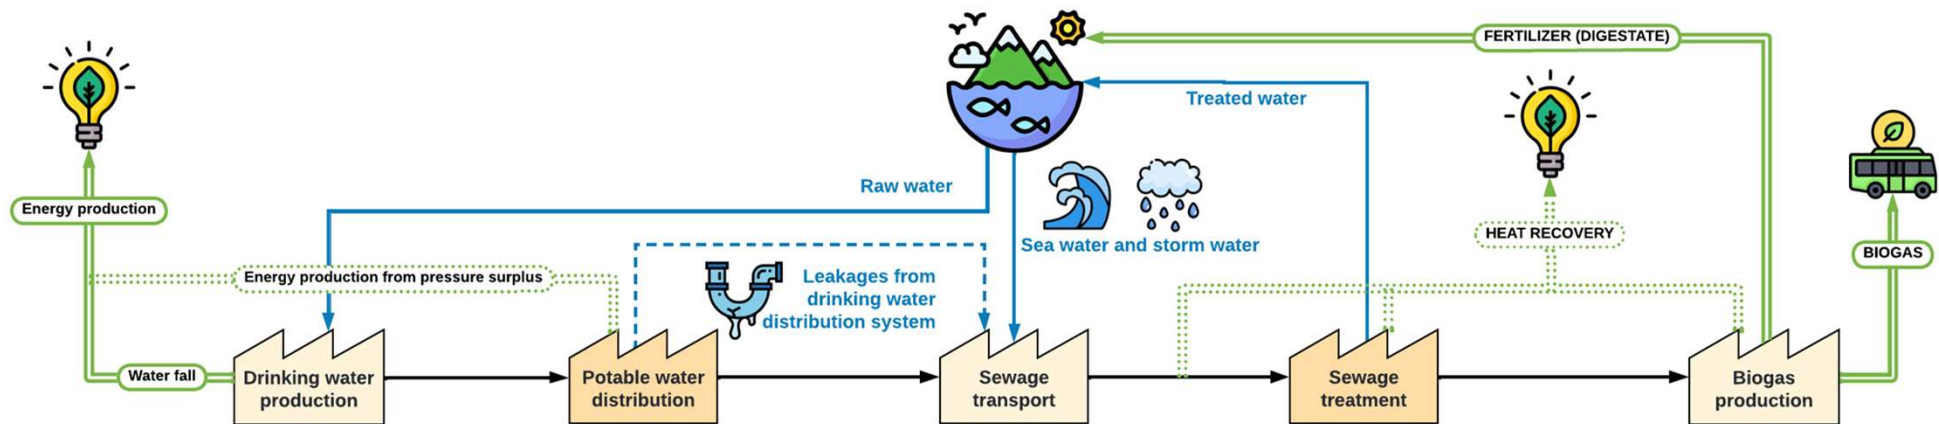 FERTILIZER (DIGESTATE)
Treated water
Raw water
Energy production
HEAT RECOVERY
Sea water and storm water
BIOGAS
Energy production from pressure surplus
Leakages from
drinking water
distribution system
Water fall
Drinking water
production
Potable water
distribution
Sewage
transport
Sewage
treatment
Biogas
production